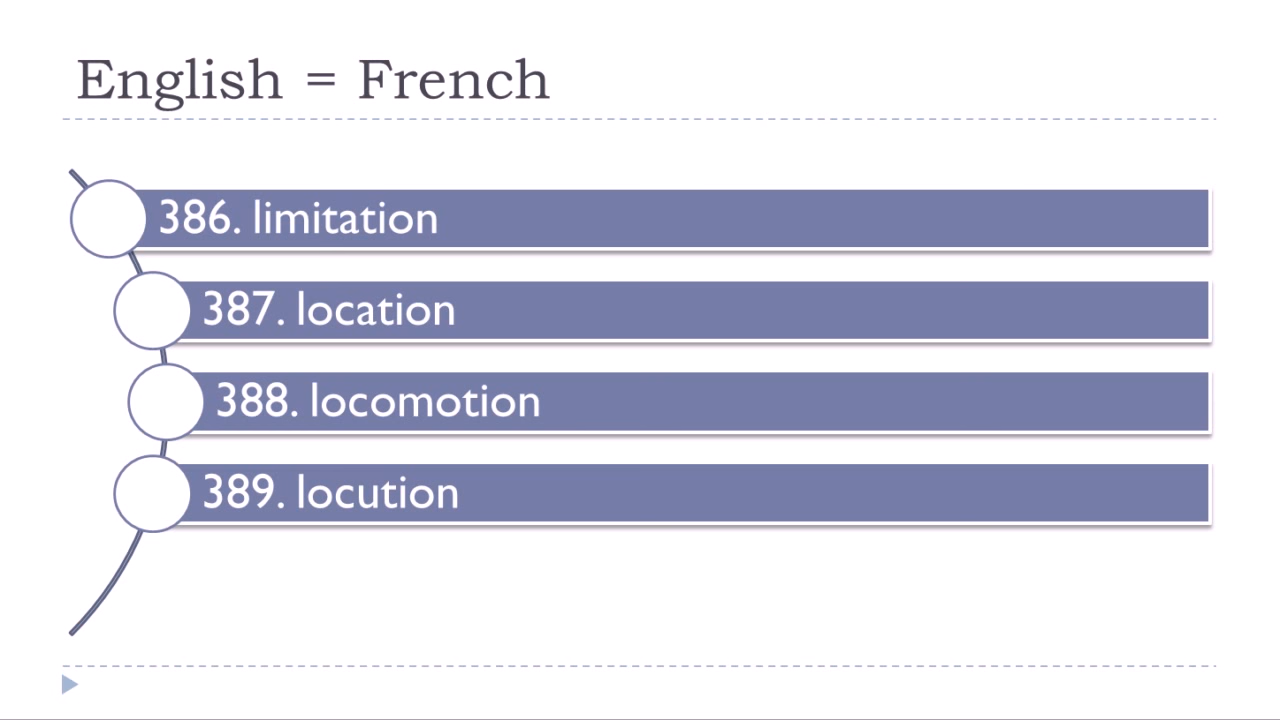 English = French
386. limitation
387. location
388. locomotion
389. locution